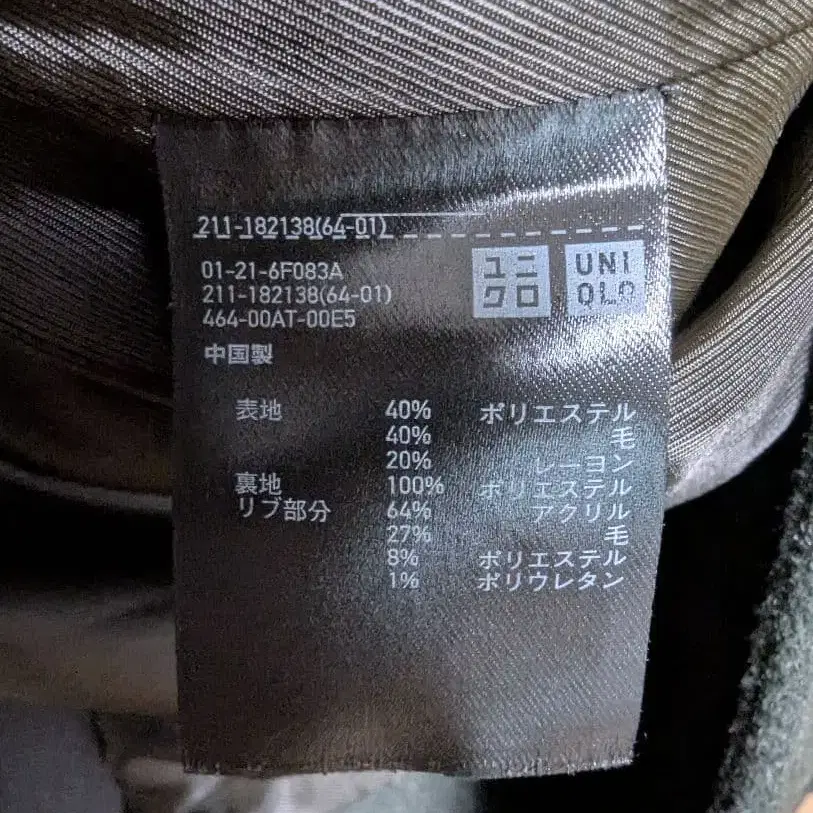 211-182138(64-01)
01-21-6F083A
211-182138(64-01)
464-00AT-00E5
中国製
ユニ
クロ
UNI
QLO
表地 40% ポリエステル
40% 毛
20% レーヨン
裏地 100% ポリエステル
リブ部分 64% アクリル
27% 毛
8% ポリエステル
1% ポリウレタン